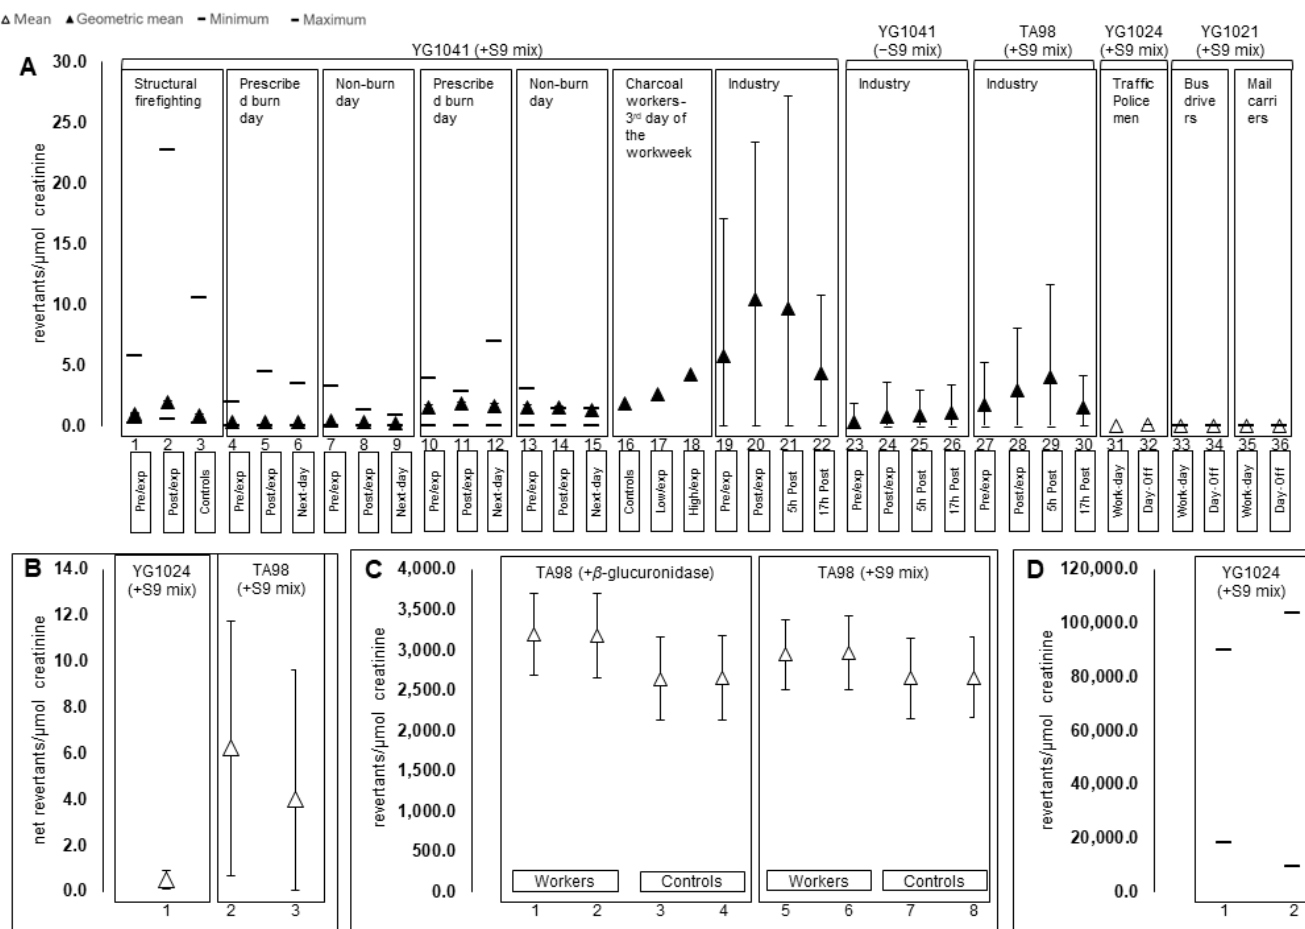 Mean Geometric mean Minimum Maximum
YG1041 (+S9 mix)
YG1041
(−S9 mix)
TA98
(+S9 mix)
YG1024
(+S9 mix)
YG1021
(+S9 mix)
A
revertants/µmol creatinine
30.0
25.0
20.0
15.0
10.0
5.0
0.0
Structural
firefighting
Prescribe
d burn
day
Non-burn
day
Prescribe
d burn
day
Non-burn
day
Charcoal
workers-
3rd day of
the
workweek
Industry
Industry
Industry
Traffic
Police
men
Bus
drive
rs
Mail
carri
ers
1 2 3 4 5 6 7 8 9 10 11 12 13 14 15 16 17 18 19 20 21 22 23 24 25 26 27 28 29 30 31 32 33 34 35 36
Pre/exp
Post/exp
Controls
Pre/exp
Post/exp
Next-day
Pre/exp
Post/exp
Next-day
Pre/exp
Post/exp
Next-day
Pre/exp
Post/exp
Next-day
Controls
Low/exp
High/exp
Pre/exp
Post/exp
5h Post
17h Post
Pre/exp
Post/exp
5h Post
17h Post
Pre/exp
Post/exp
5h Post
17h Post
Work-day
Day-Off
Work-day
Day-Off
Work-day
Day-Off
B
net revertants/µmol creatinine
14.0
12.0
10.0
8.0
6.0
4.0
2.0
0.0
YG1024
(+S9 mix)
TA98
(+S9 mix)
1 2 3
C
revertants/µmol creatinine
4,000.0
3,500.0
3,000.0
2,500.0
2,000.0
1,500.0
1,000.0
500.0
0.0
TA98 (+β-glucuronidase)
TA98 (+S9 mix)
Workers Controls Workers Controls
1 2 3 4 5 6 7 8
D
revertants/µmol creatinine
120,000.0
100,000.0
80,000.0
60,000.0
40,000.0
20,000.0
0.0
YG1024
(+S9 mix)
1 2